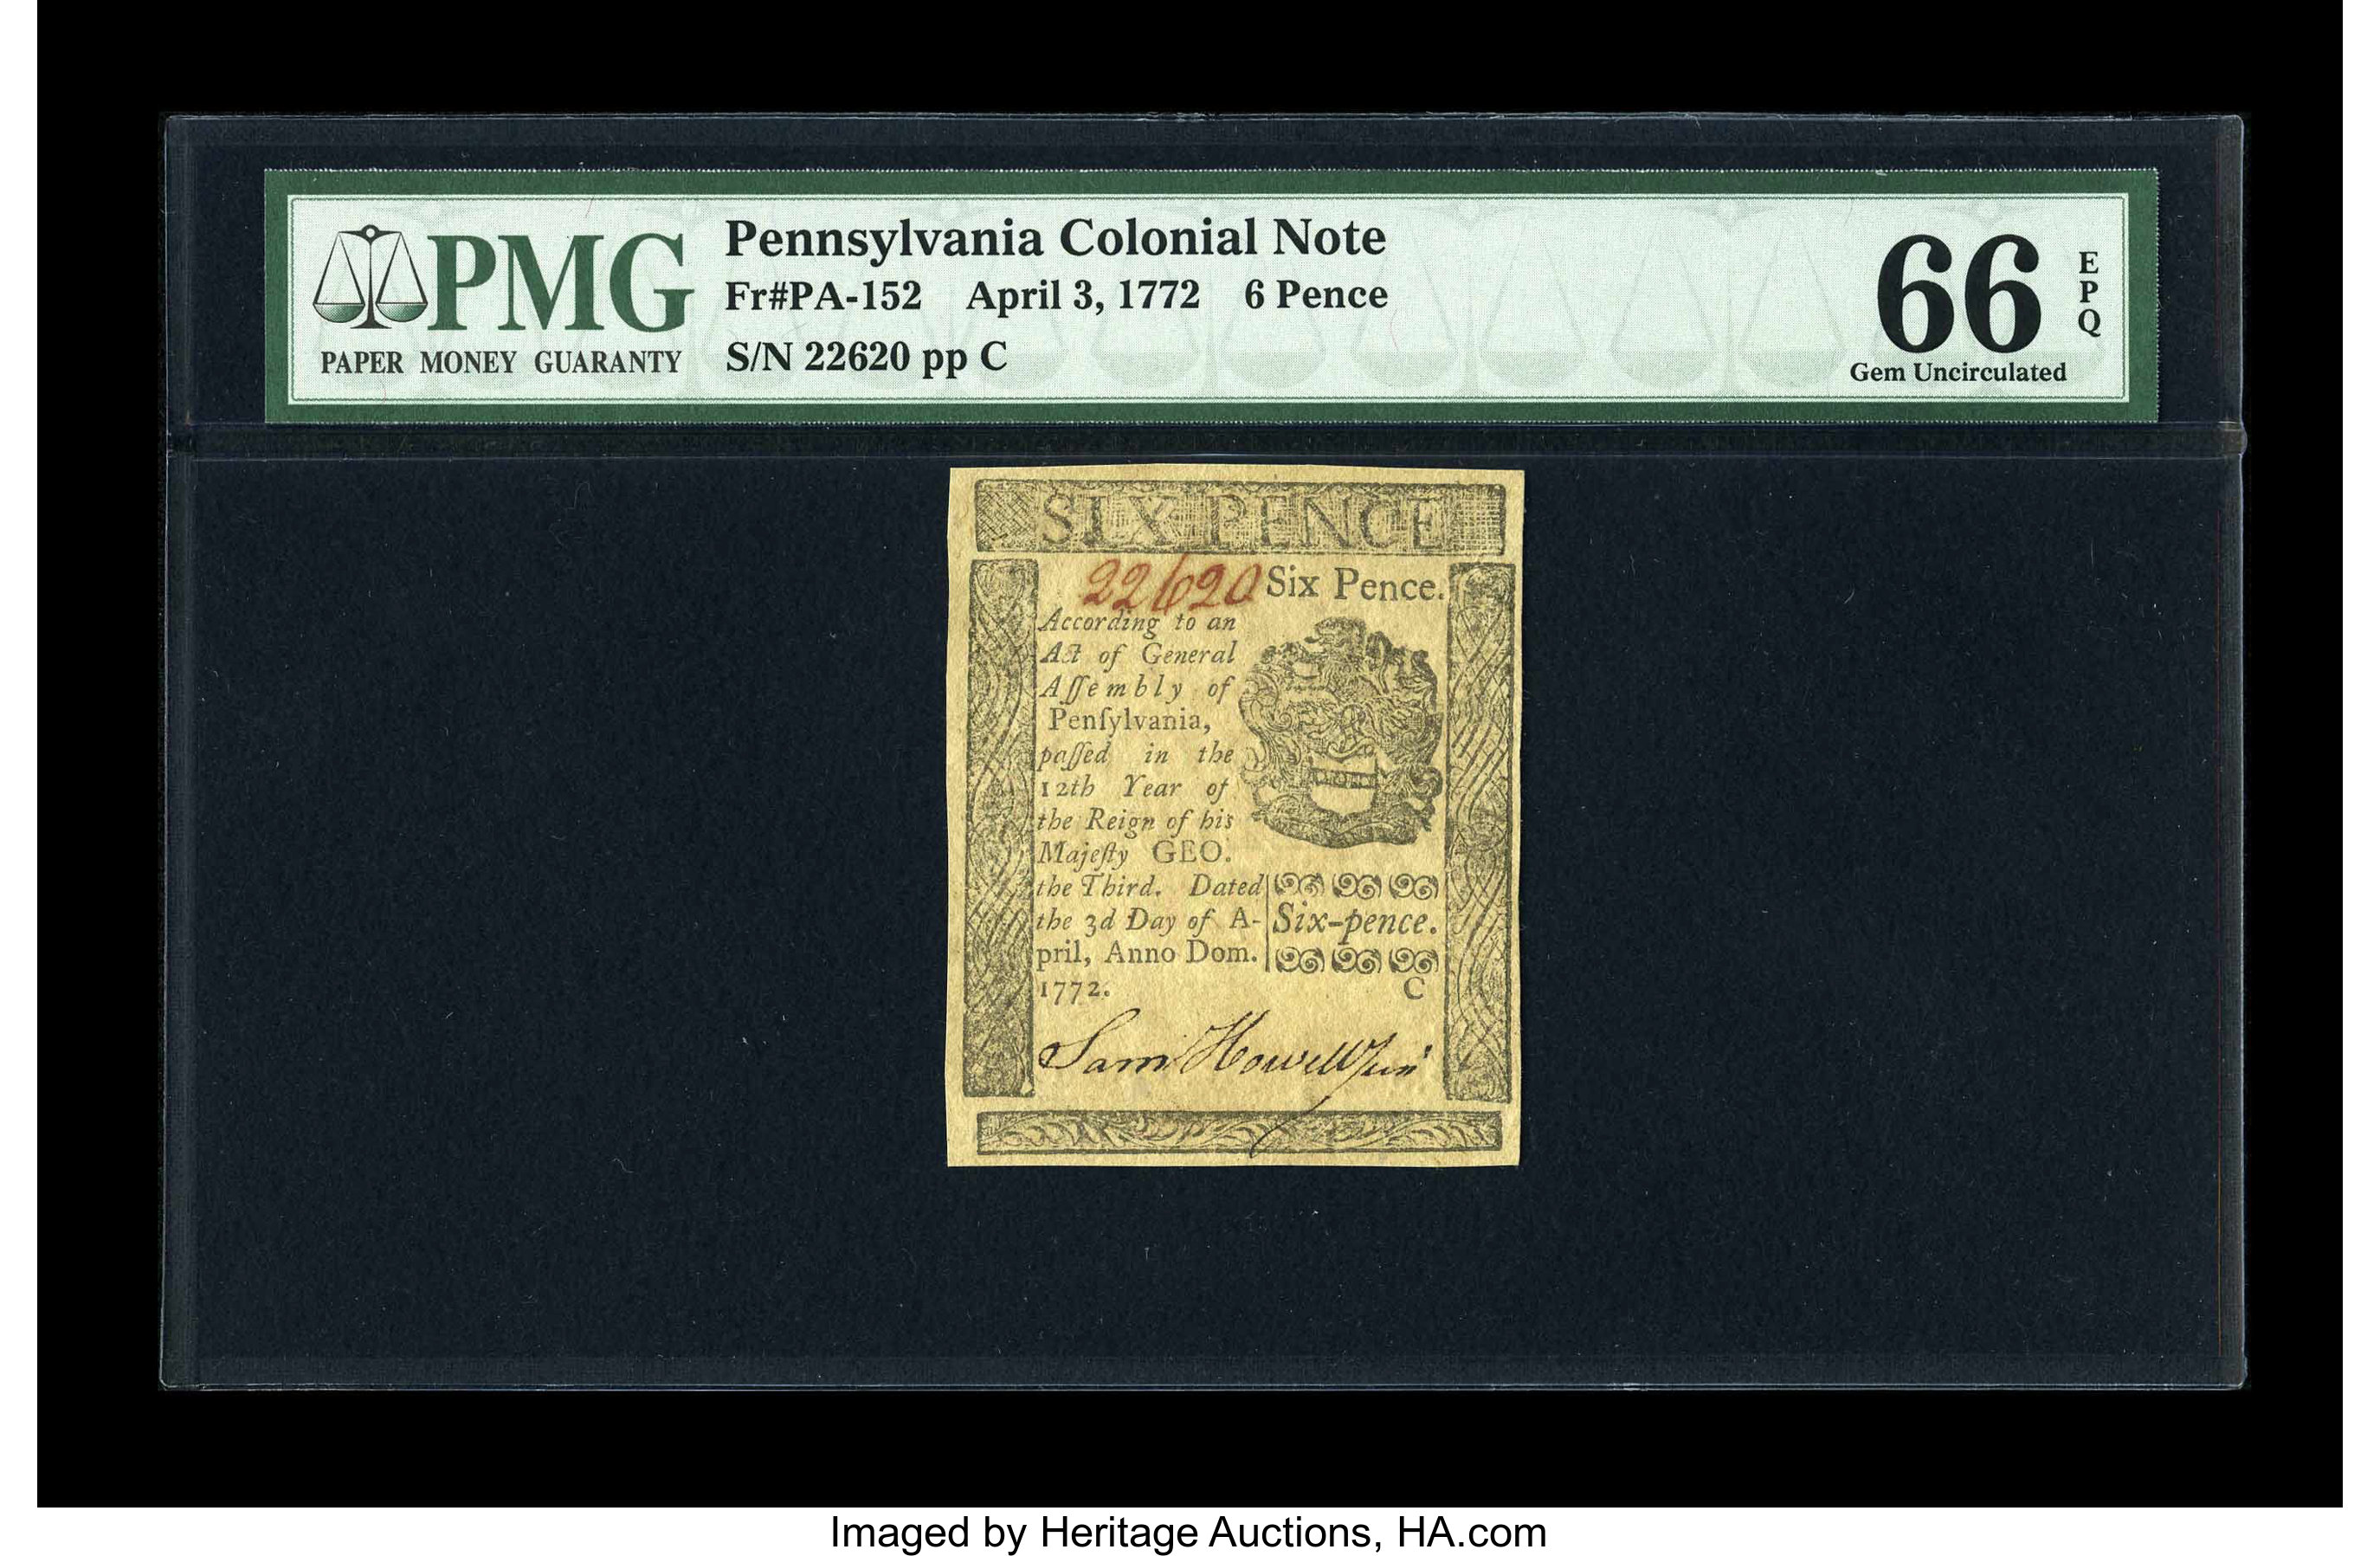 PMG
PAPER MONEY GUARANTY
Pennsylvania Colonial Note
Fr#PA-152 April 3, 1772 6 Pence
S/N 22620 pp C
66
EPQ
Gem Uncirculated
SIX PENCE
22620 Six Pence.
According to an
Act of General
Aſſembly of
Penſylvania,
paſſed in the
12th Year of
the Reign of his
Majeſty GEO.
the Third. Dated
the 3d Day of A-
pril, Anno Dom.
1772.
Six-pence.
C
Sam Howell Jun
Imaged by Heritage Auctions, HA.com